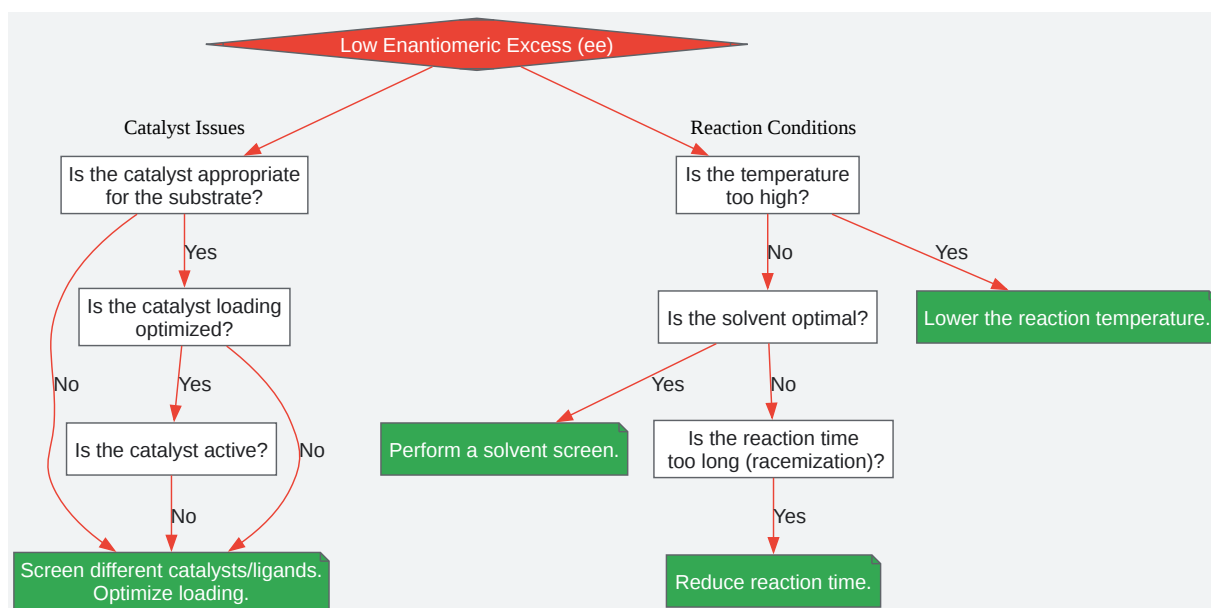 Low Enantiomeric Excess (ee)
Catalyst Issues
Reaction Conditions
Is the catalyst appropriate
for the substrate?
Is the temperature
too high?
Yes
No
Yes
Is the catalyst loading
optimized?
Is the solvent optimal?
Lower the reaction temperature.
No
Yes
Yes
No
Is the catalyst active?
No
Perform a solvent screen.
Is the reaction time
too long (racemization)?
No
Yes
Screen different catalysts/ligands.
Optimize loading.
Reduce reaction time.